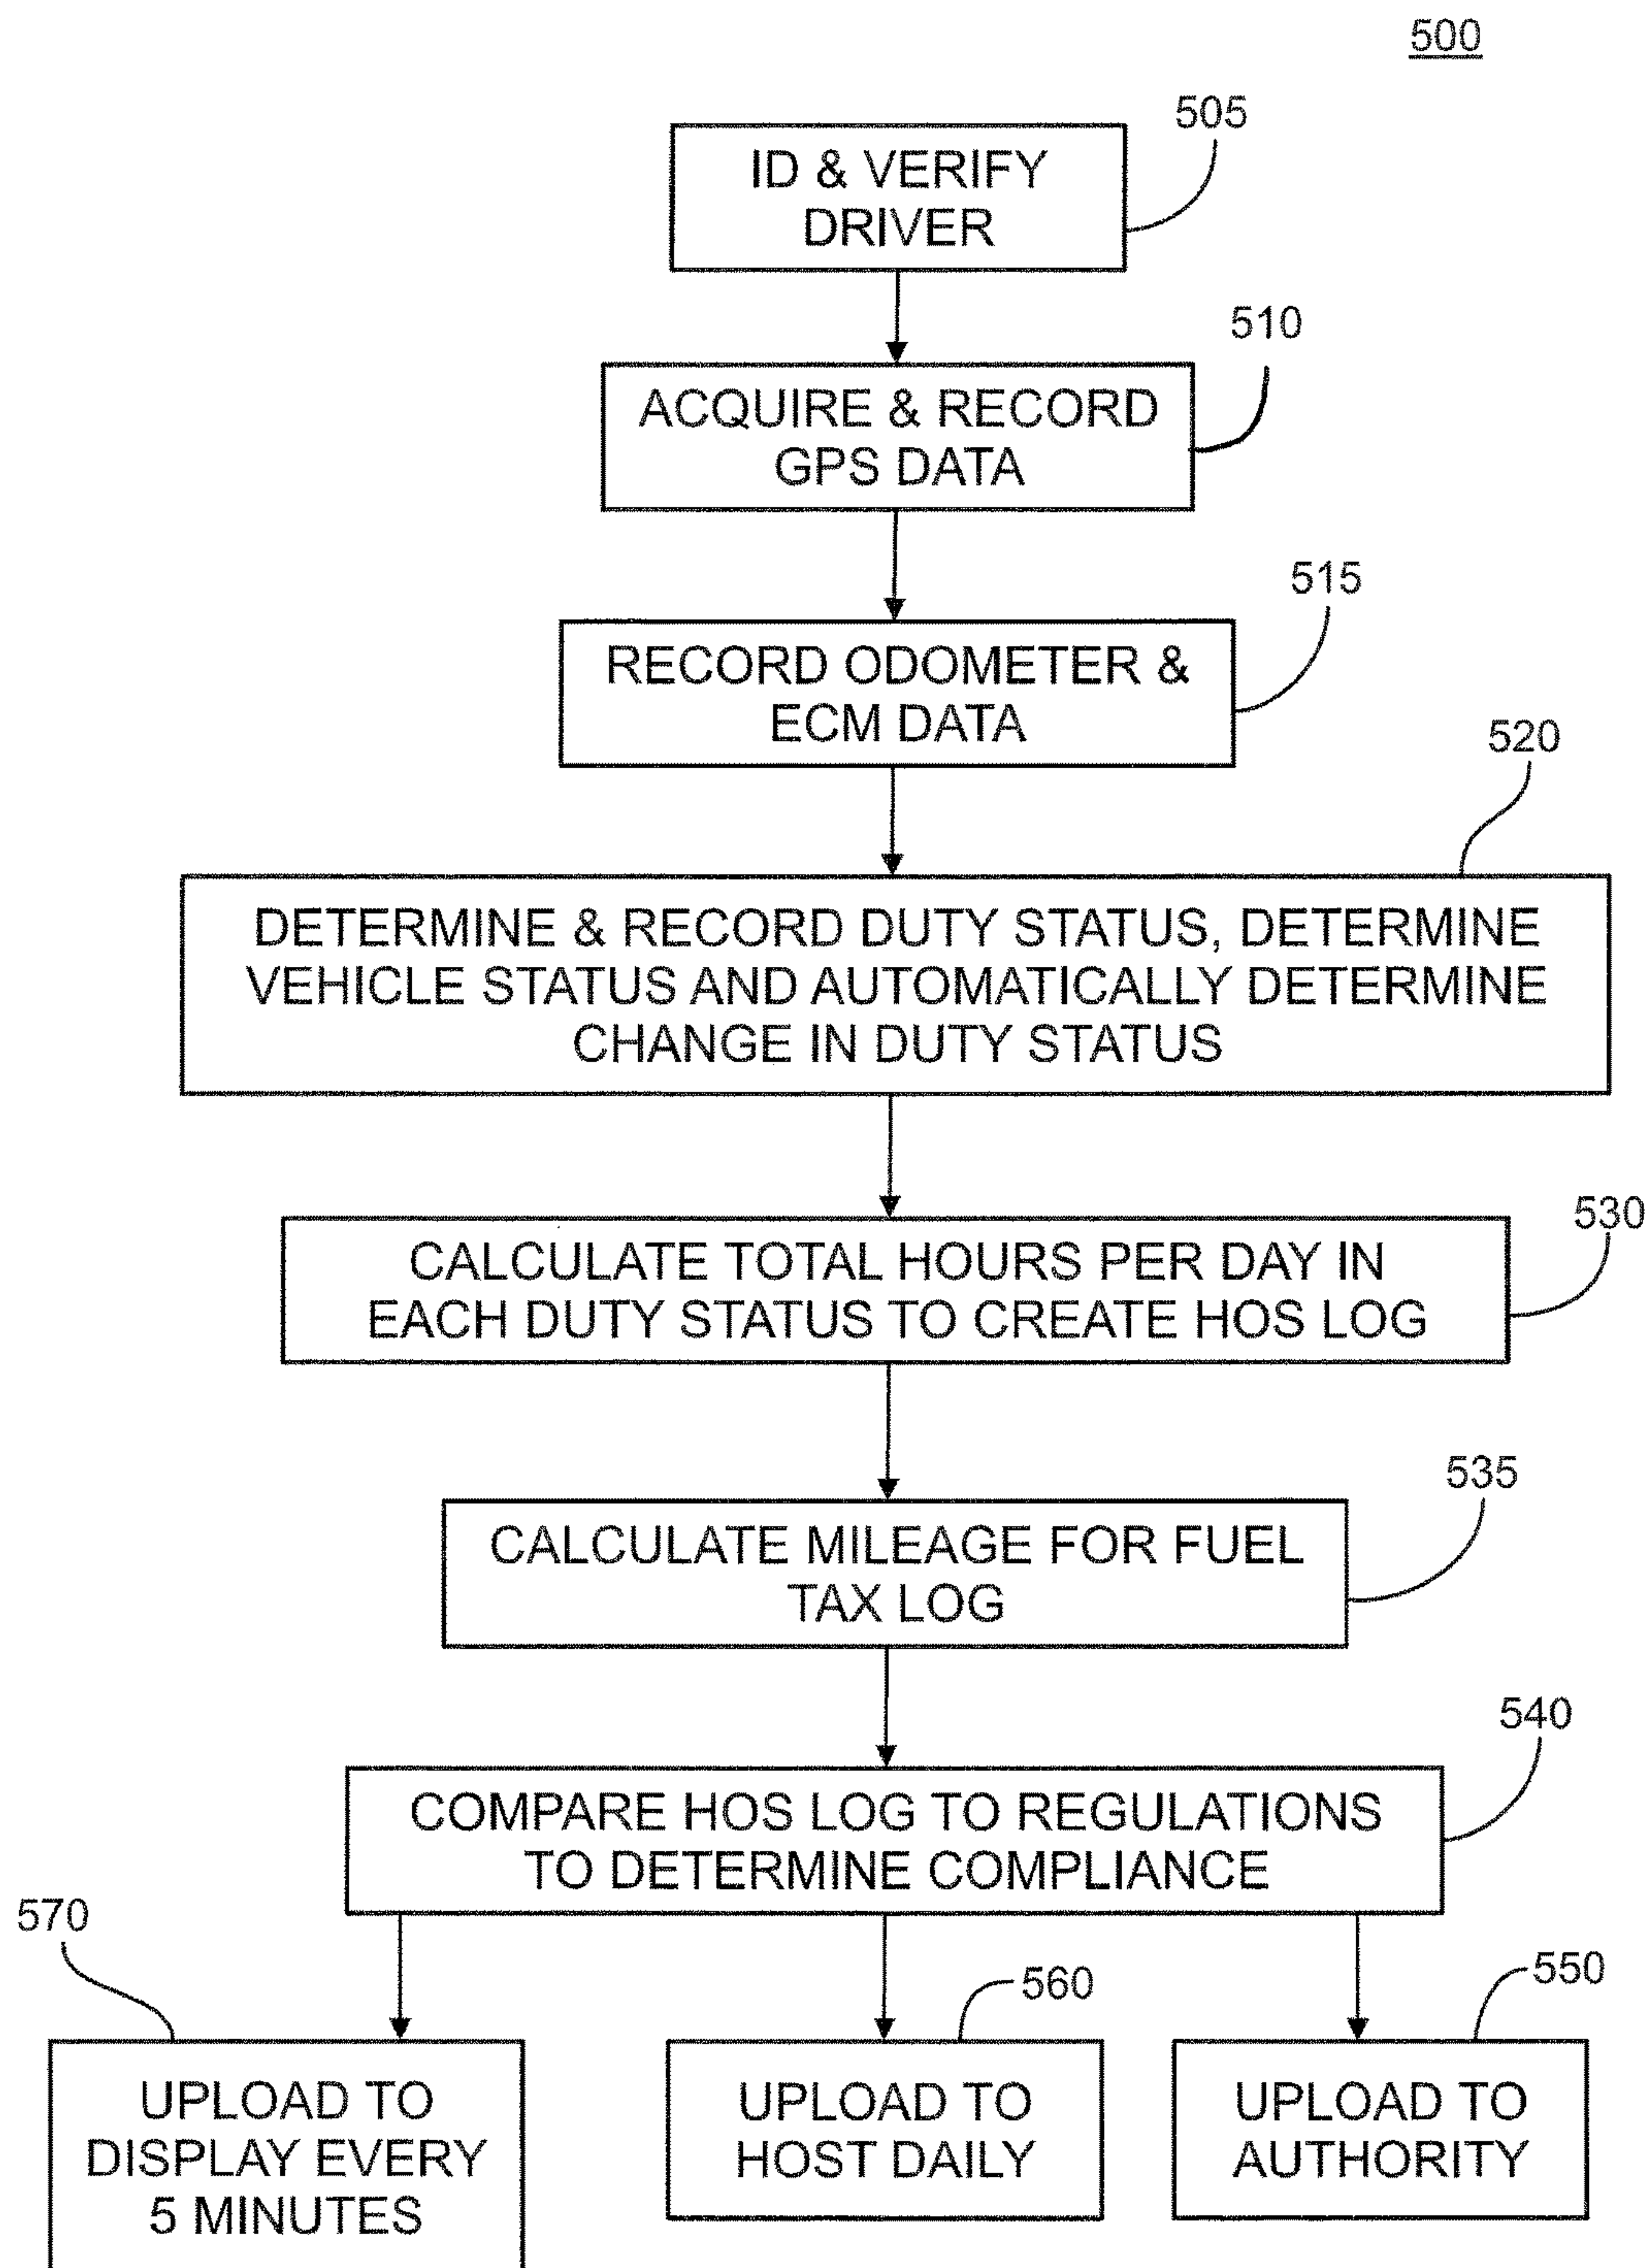 500
505
ID & VERIFY
DRIVER
510
ACQUIRE & RECORD
GPS DATA
515
RECORD ODOMETER &
ECM DATA
520
DETERMINE & RECORD DUTY STATUS, DETERMINE
VEHICLE STATUS AND AUTOMATICALLY DETERMINE
CHANGE IN DUTY STATUS
530
CALCULATE TOTAL HOURS PER DAY IN
EACH DUTY STATUS TO CREATE HOS LOG
535
CALCULATE MILEAGE FOR FUEL
TAX LOG
540
COMPARE HOS LOG TO REGULATIONS
TO DETERMINE COMPLIANCE
570
UPLOAD TO
DISPLAY EVERY
5 MINUTES
560
UPLOAD TO
HOST DAILY
550
UPLOAD TO
AUTHORITY